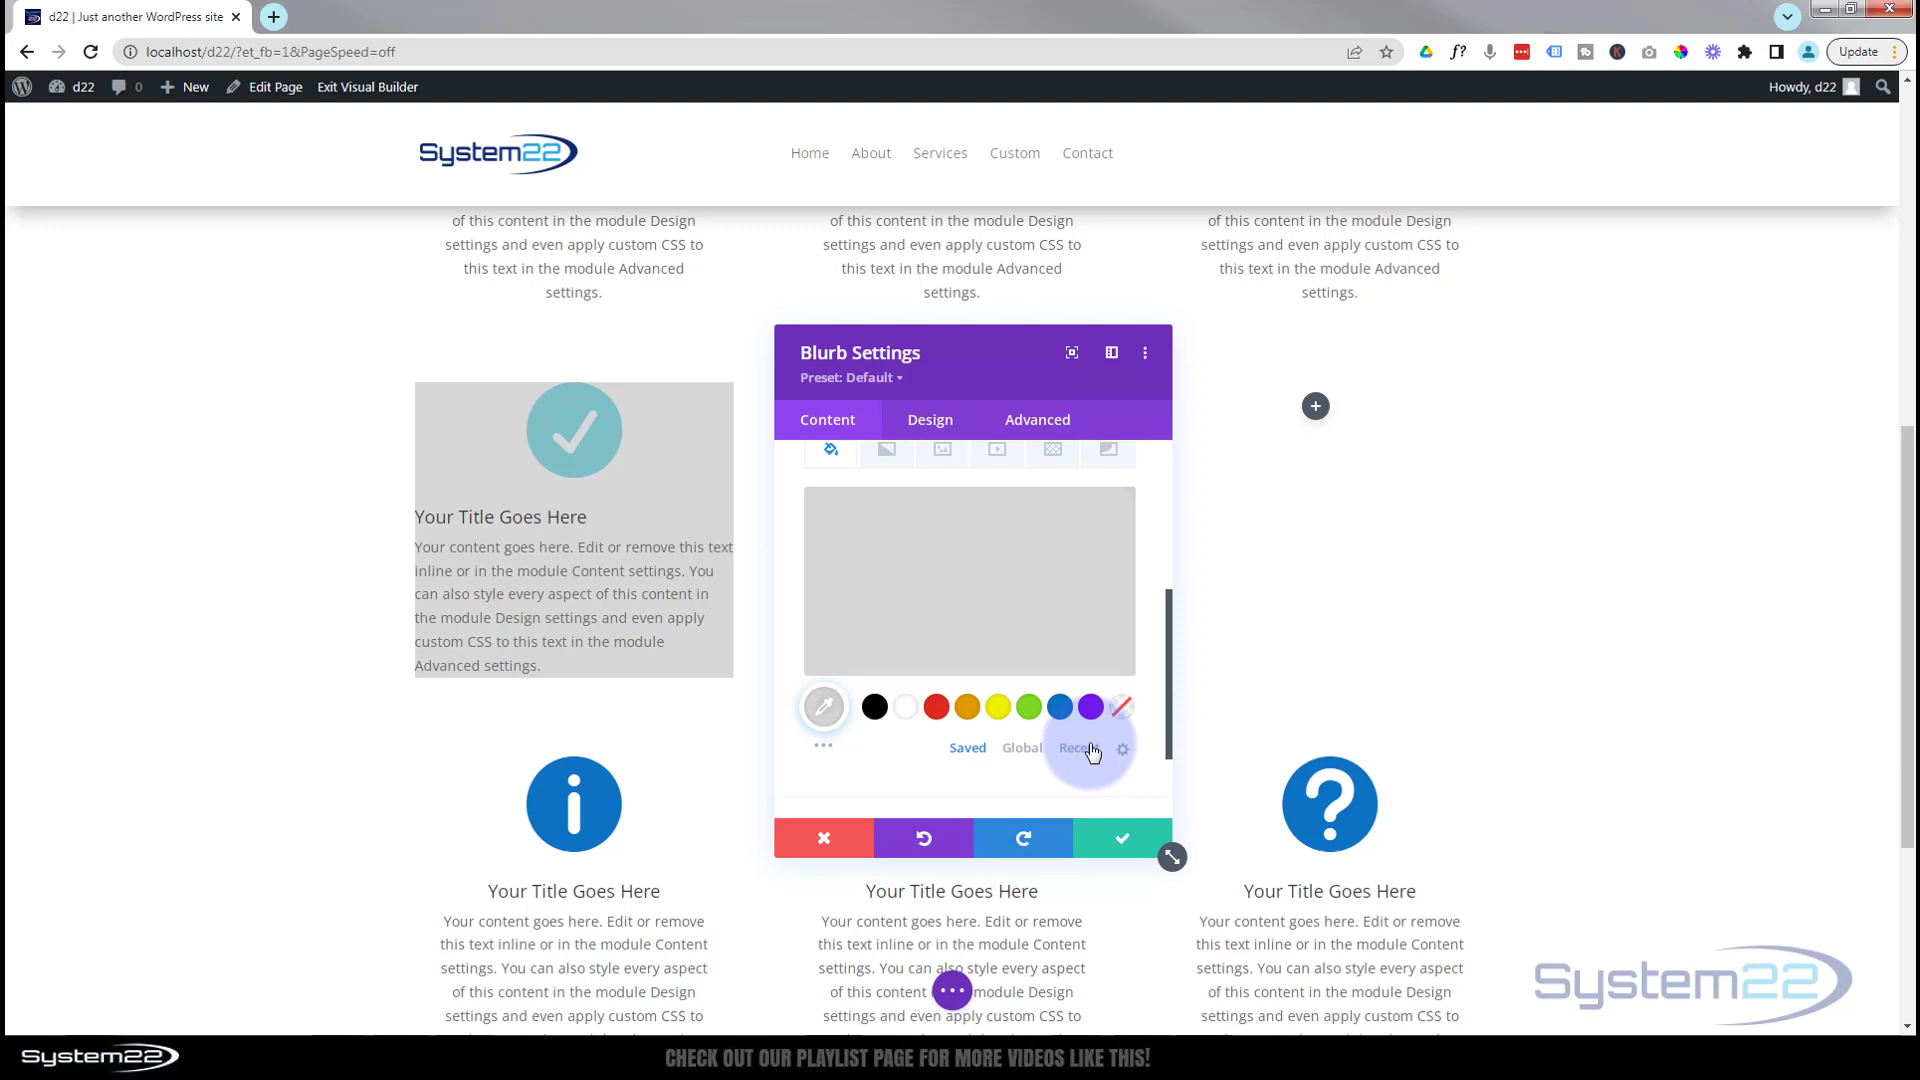 d22 | Just another WordPress site
localhost/d22/?et_fb=1&PageSpeed=off
Update
d22
0
New
Edit Page
Exit Visual Builder
Howdy, d22
System22
Home
About
Services
Custom
Contact
of this content in the module Design
settings and even apply custom CSS to
this text in the module Advanced
settings.
of this content in the module Design
settings and even apply custom CSS to
this text in the module Advanced
settings.
of this content in the module Design
settings and even apply custom CSS to
this text in the module Advanced
settings.
Blurb Settings
Preset: Default
Content
Design
Advanced
Saved
Global
Your Title Goes Here
Your content goes here. Edit or remove this text
inline or in the module Content settings. You
can also style every aspect of this content in
the module Design settings and even apply
custom CSS to this text in the module
Advanced settings.
Your Title Goes Here
Your content goes here. Edit or remove
this text inline or in the module Content
settings. You can also style every aspect
of this content in the module Design
settings and even apply custom CSS to
Your Title Goes Here
Your content goes here. Edit or remove
this text inline or in the module Content
settings. You can also style every aspect
of this content module Design
settings and even apply custom CSS to
Your Title Goes Here
Your content goes here. Edit or remove
this text inline or in the module Content
settings. You can also style every aspect
of this content in the module Design
settings and even apply custom CSS to
System22
System22
CHECK OUT OUR PLAYLIST PAGE FOR MORE VIDEOS LIKE THIS!